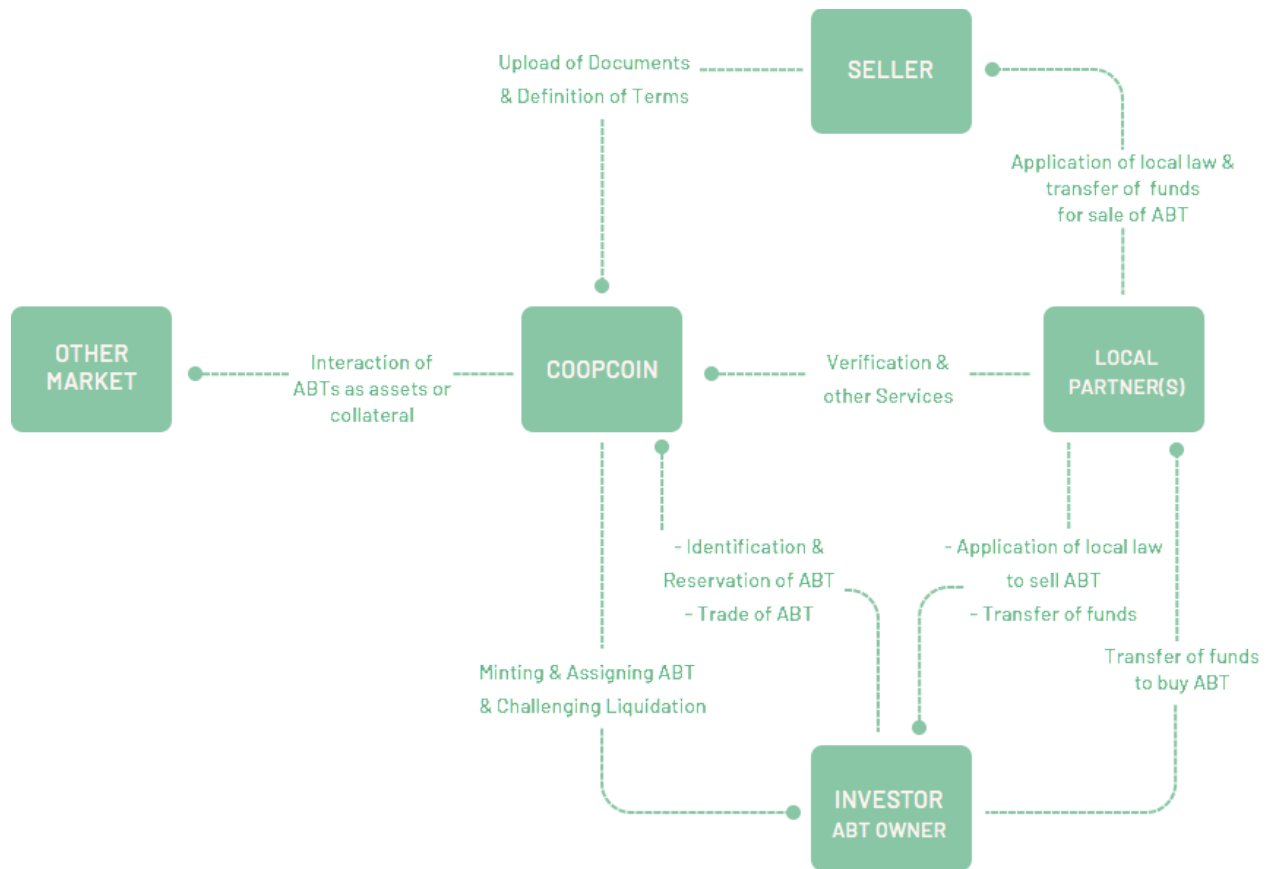 Upload of Documents
& Definition of Terms
SELLER
Application of local law &
transfer of funds
for sale of ABT
OTHER
MARKET
Interaction of
ABTs as assets or
collateral
COOPCOIN
Verification &
other Services
LOCAL
PARTNER(S)
- Identification &
Reservation of ABT
- Trade of ABT
- Application of local law
to sell ABT
- Transfer of funds
Minting & Assigning ABT
& Challenging Liquidation
Transfer of funds
to buy ABT
INVESTOR
ABT OWNER